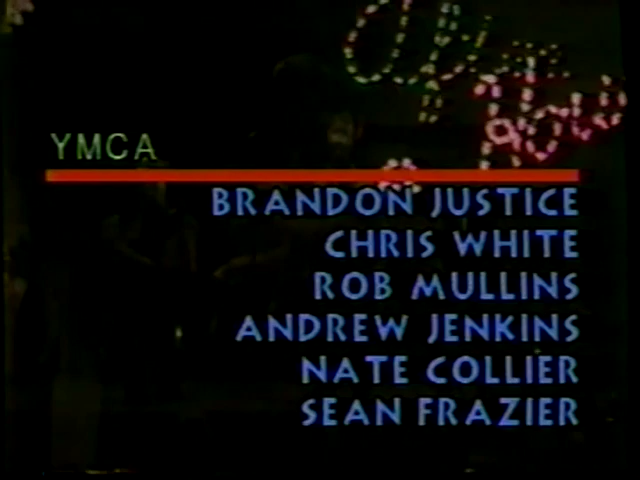 YMCA
BRANDON JUSTICE
CHRIS WHITE
ROB MULLINS
ANDREW JENKINS
NATE COLLIER
SEAN FRAZIER